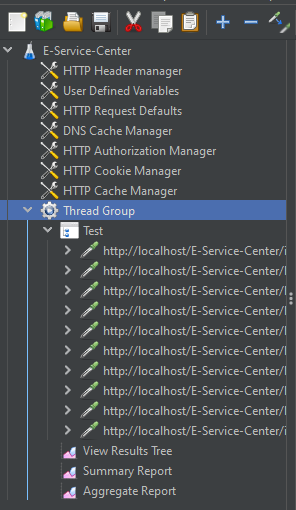 E-Service-Center
HTTP Header manager
User Defined Variables
HTTP Request Defaults
DNS Cache Manager
HTTP Authorization Manager
HTTP Cookie Manager
HTTP Cache Manager
Thread Group
Test
http://localhost/E-Service-Center/i
http://localhost/E-Service-Center/
http://localhost/E-Service-Center/
http://localhost/E-Service-Center/
http://localhost/E-Service-Center/
http://localhost/E-Service-Center/
http://localhost/E-Service-Center/
http://localhost/E-Service-Center/
http://localhost/E-Service-Center/
http://localhost/E-Service-Center/i
View Results Tree
Summary Report
Aggregate Report